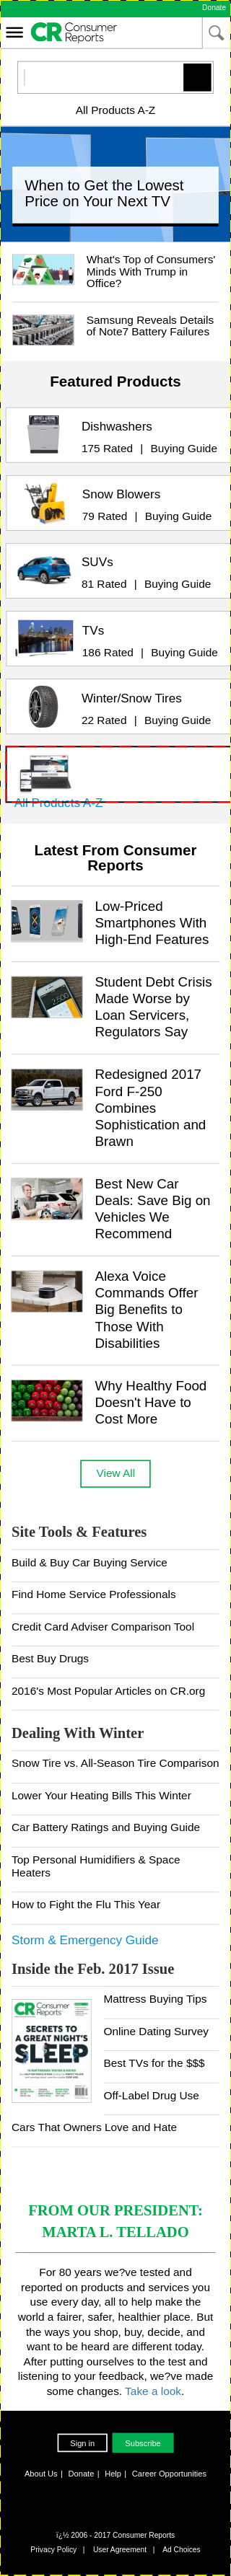 Donate
CR Consumer Reports
All Products A-Z
When to Get the Lowest
Price on Your Next TV
What's Top of Consumers'
Minds With Trump in
Office?
Samsung Reveals Details
of Note7 Battery Failures
Featured Products
Dishwashers
175 Rated | Buying Guide
Snow Blowers
79 Rated | Buying Guide
SUVs
81 Rated | Buying Guide
TVs
186 Rated | Buying Guide
Winter/Snow Tires
22 Rated | Buying Guide
All Products A-Z
Latest From Consumer
Reports
Low-Priced
Smartphones With
High-End Features
Student Debt Crisis
Made Worse by
Loan Servicers,
Regulators Say
Redesigned 2017
Ford F-250
Combines
Sophistication and
Brawn
Best New Car
Deals: Save Big on
Vehicles We
Recommend
Alexa Voice
Commands Offer
Big Benefits to
Those With
Disabilities
Why Healthy Food
Doesn't Have to
Cost More
View All
Site Tools & Features
Build & Buy Car Buying Service
Find Home Service Professionals
Credit Card Adviser Comparison Tool
Best Buy Drugs
2016's Most Popular Articles on CR.org
Dealing With Winter
Snow Tire vs. All-Season Tire Comparison
Lower Your Heating Bills This Winter
Car Battery Ratings and Buying Guide
Top Personal Humidifiers & Space
Heaters
How to Fight the Flu This Year
Storm & Emergency Guide
Inside the Feb. 2017 Issue
CR Consumer Reports
SECRETS TO
A GREAT NIGHT'S
SLEEP
Mattress Buying Tips
Online Dating Survey
Best TVs for the $$$
Off-Label Drug Use
Cars That Owners Love and Hate
FROM OUR PRESIDENT:
MARTA L. TELLADO
For 80 years we?ve tested and
reported on products and services you
use every day, all to help make the
world a fairer, safer, healthier place. But
the ways you shop, buy, decide, and
want to be heard are different today.
After putting ourselves to the test and
listening to your feedback, we?ve made
some changes. Take a look.
Sign in Subscribe
About Us | Donate | Help | Career Opportunities
ï¿½ 2006 - 2017 Consumer Reports
Privacy Policy | User Agreement | Ad Choices